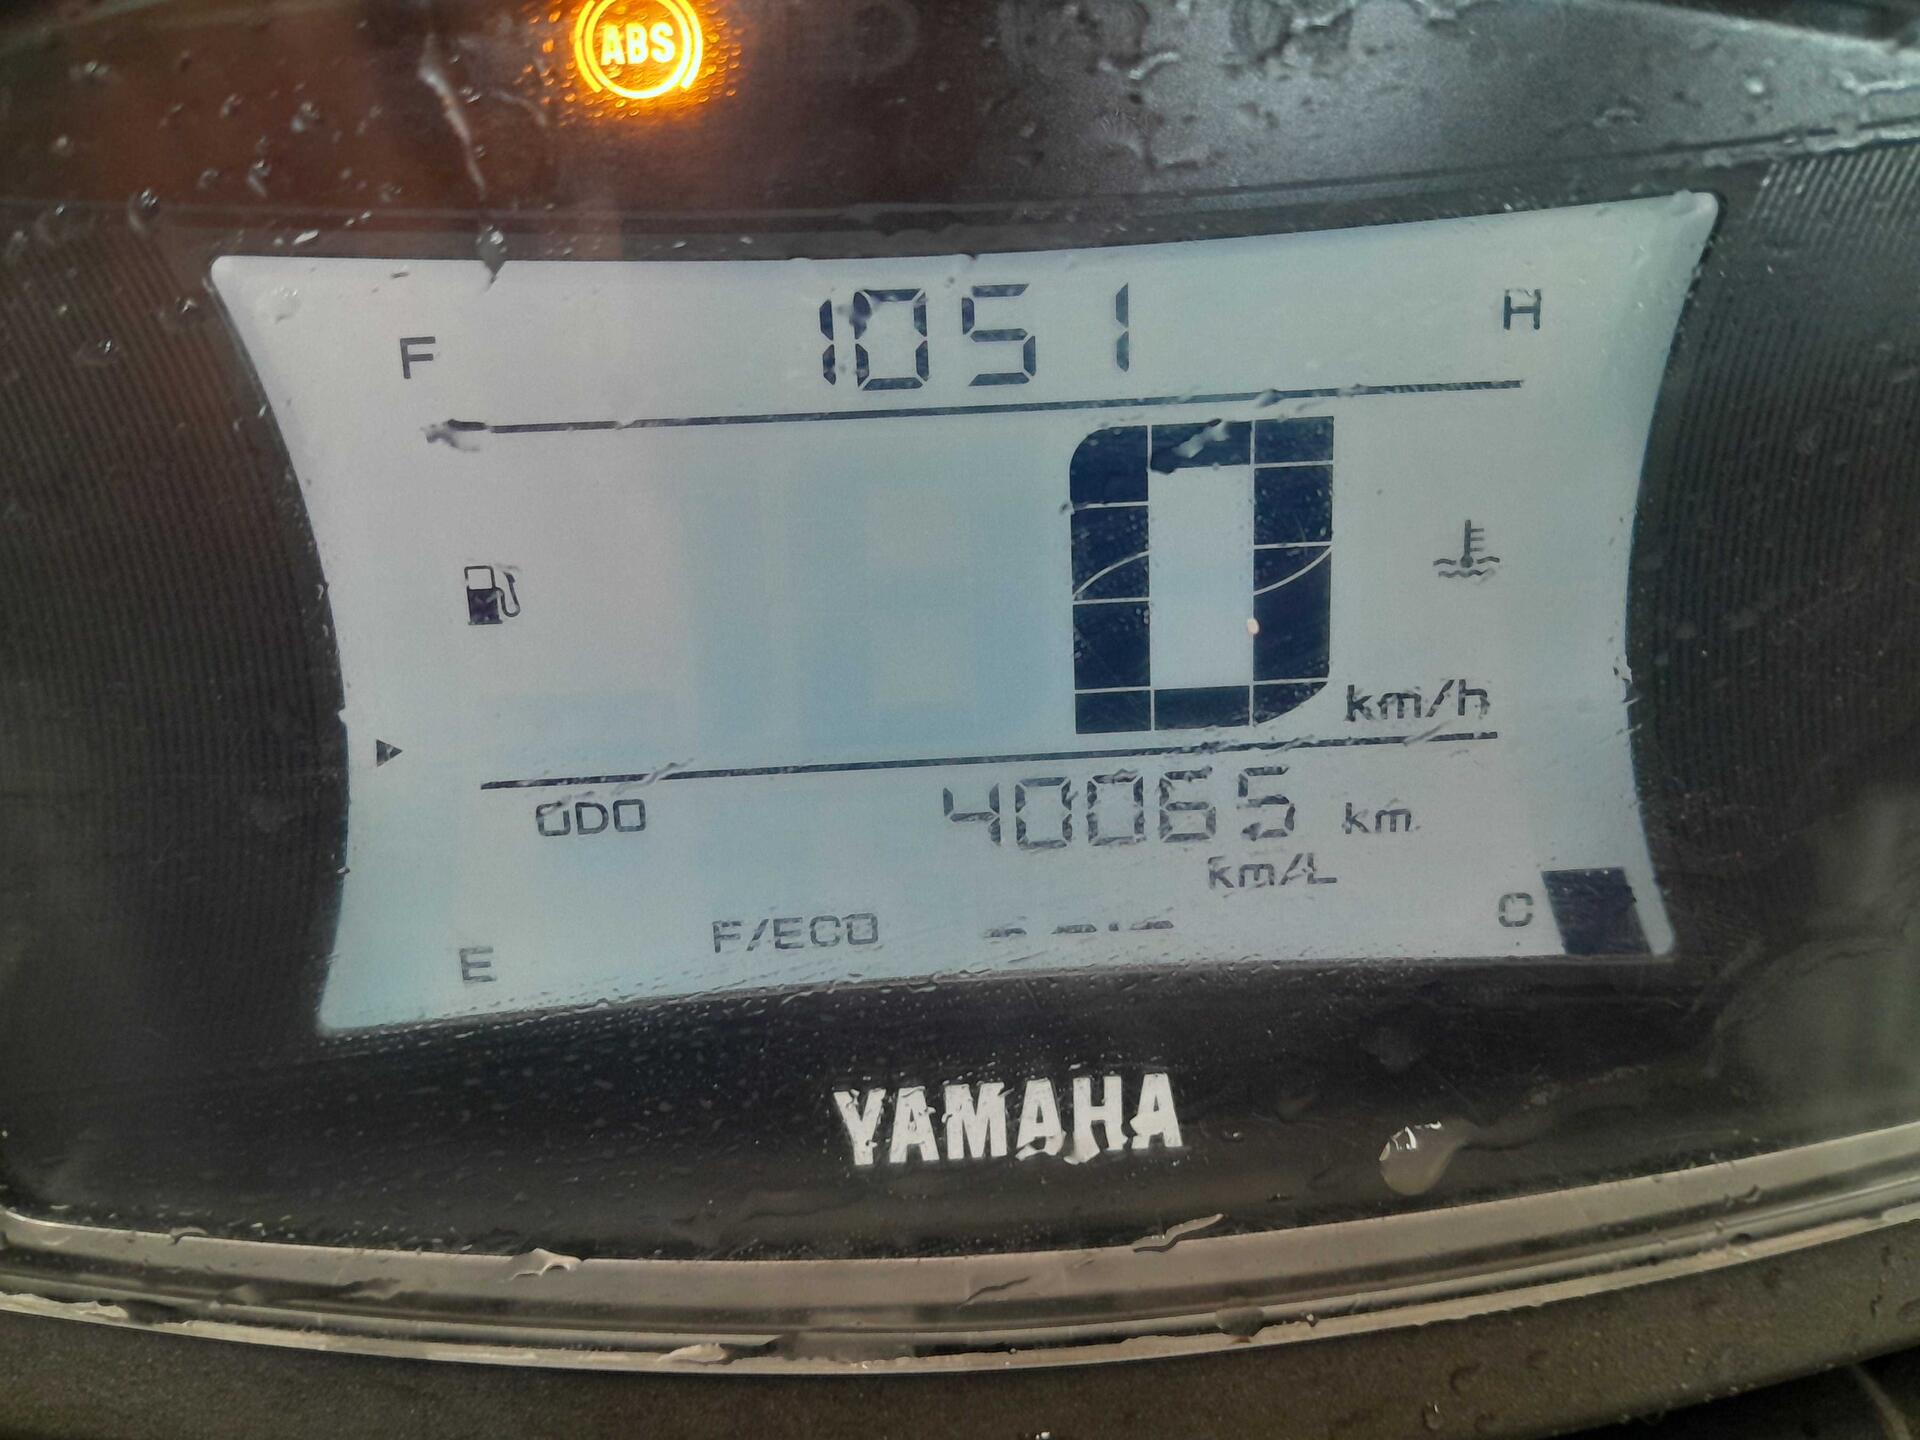 ABS
F 1051 H
0 km/h
ODO 40065 km
km/L
F/ECO --.-
E C
YAMAHA